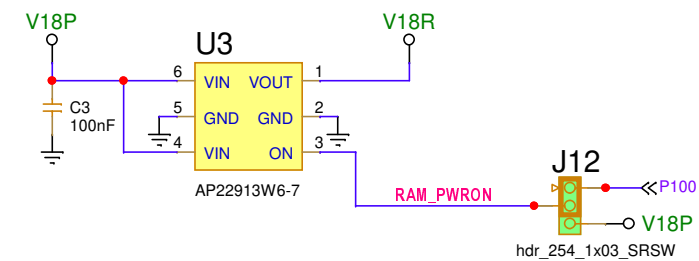 V18P
V18R
U3
6 VIN VOUT 1
C3
100nF
5 GND GND 2
4 VIN ON 3
AP22913W6-7
J12
RAM_PWRON
P100
V18P
hdr_254_1x03_SRSW